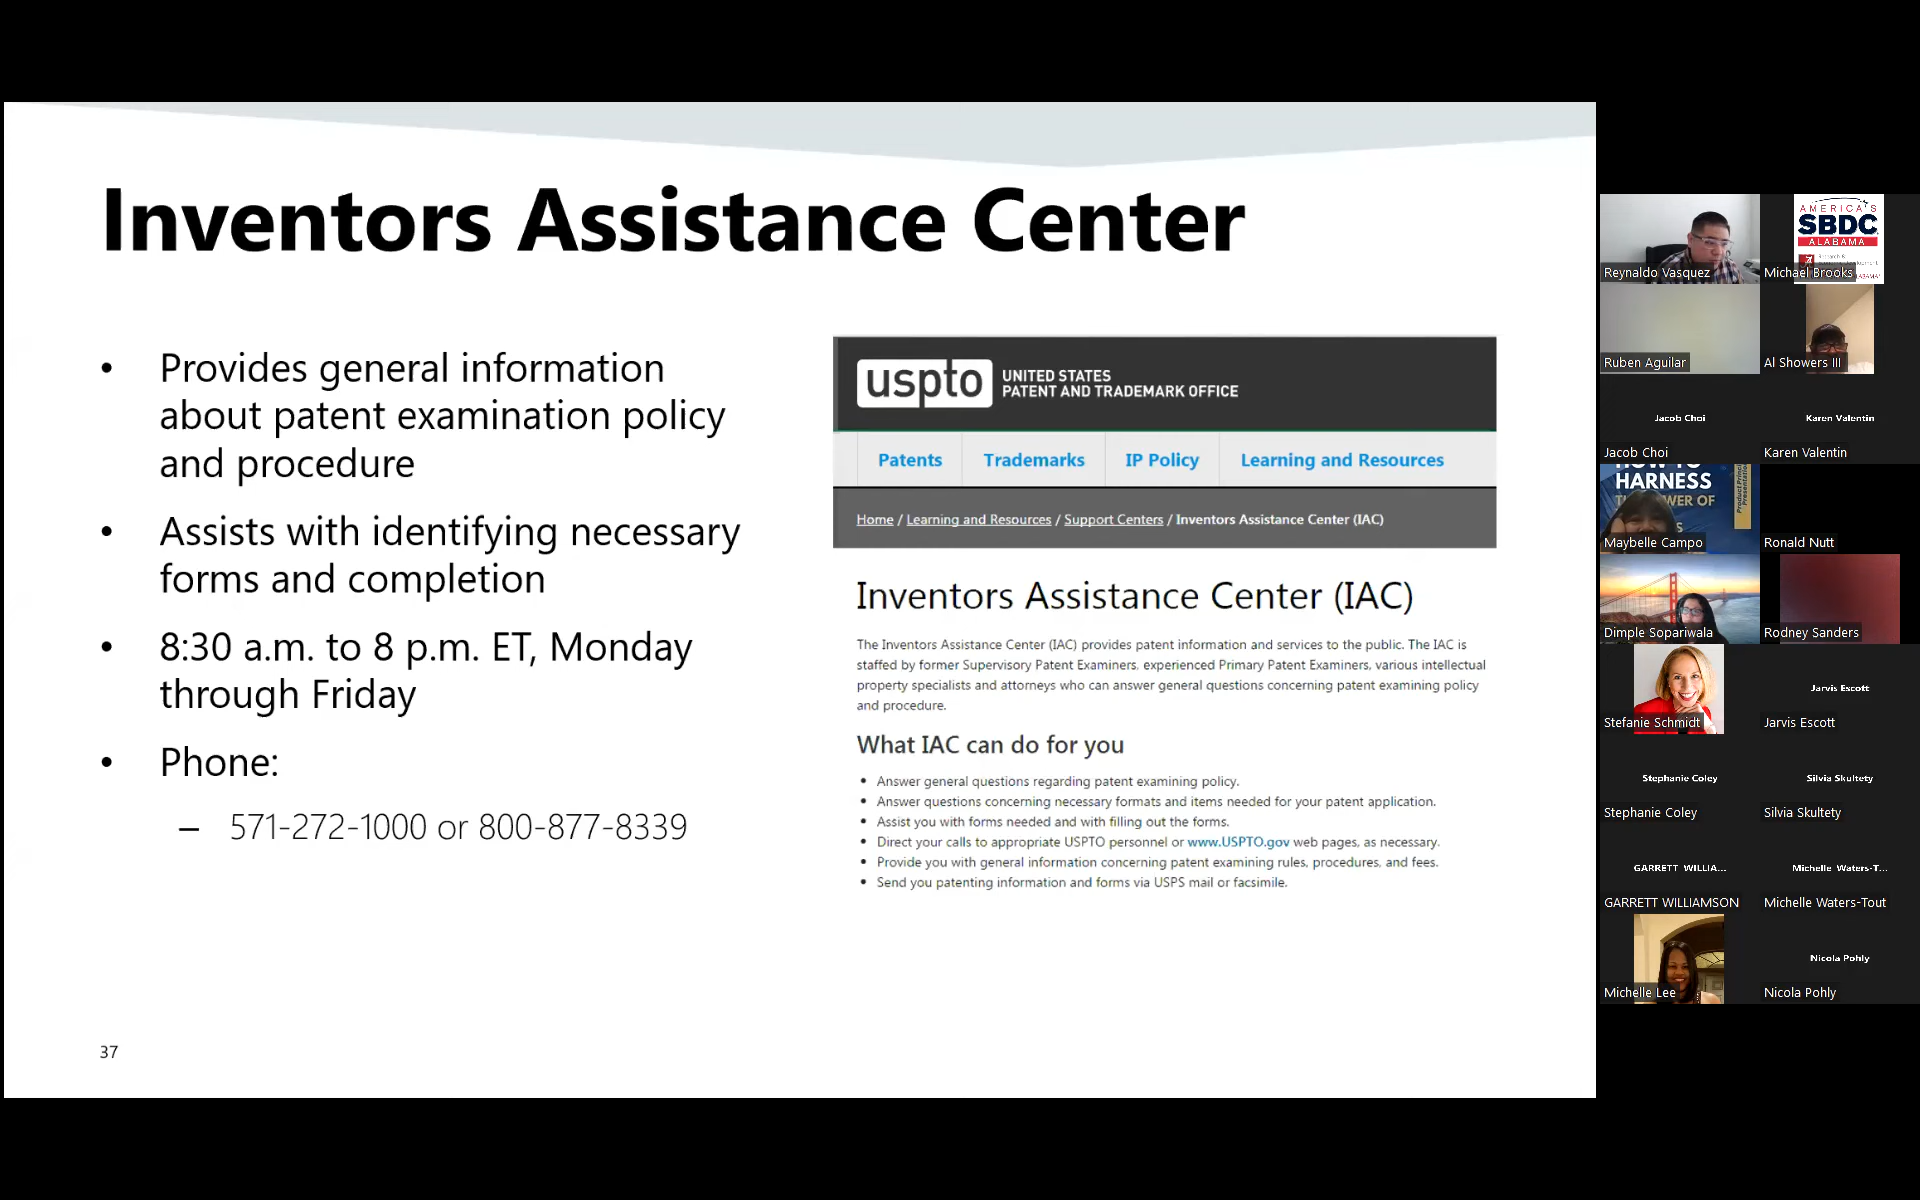 Inventors Assistance Center
• Provides general information
about patent examination policy
and procedure
• Assists with identifying necessary
forms and completion
• 8:30 a.m. to 8 p.m. ET, Monday
through Friday
• Phone:
– 571-272-1000 or 800-877-8339
37
uspto
UNITED STATES
PATENT AND TRADEMARK OFFICE
Patents Trademarks IP Policy Learning and Resources
Home / Learning and Resources / Support Centers / Inventors Assistance Center (IAC)
Inventors Assistance Center (IAC)
The Inventors Assistance Center (IAC) provides patent information and services to the public. The IAC is
staffed by former Supervisory Patent Examiners, experienced Primary Patent Examiners, various intellectual
property specialists and attorneys who can answer general questions concerning patent examining policy
and procedure.
What IAC can do for you
• Answer general questions regarding patent examining policy.
• Answer questions concerning necessary formats and items needed for your patent application.
• Assist you with forms needed and with filling out the forms.
• Direct your calls to appropriate USPTO personnel or www.USPTO.gov web pages, as necessary.
• Provide you with general information concerning patent examining rules, procedures, and fees.
• Send you patenting information and forms via USPS mail or facsimile.
Reynaldo Vasquez
AMERICA'S
SBDC
ALABAMA
Michael Brooks
Ruben Aguilar
Al Showers III
Jacob Choi
Jacob Choi
Karen Valentin
Karen Valentin
HOW TO
HARNESS
Maybelle Campo
Ronald Nutt
Dimple Sopariwala
Rodney Sanders
Stefanie Schmidt
Jarvis Escott
Jarvis Escott
Stephanie Coley
Stephanie Coley
Silvia Skultety
Silvia Skultety
GARRETT WILLIA...
GARRETT WILLIAMSON
Michelle Waters-T...
Michelle Waters-Tout
Michelle Lee
Nicola Pohly
Nicola Pohly